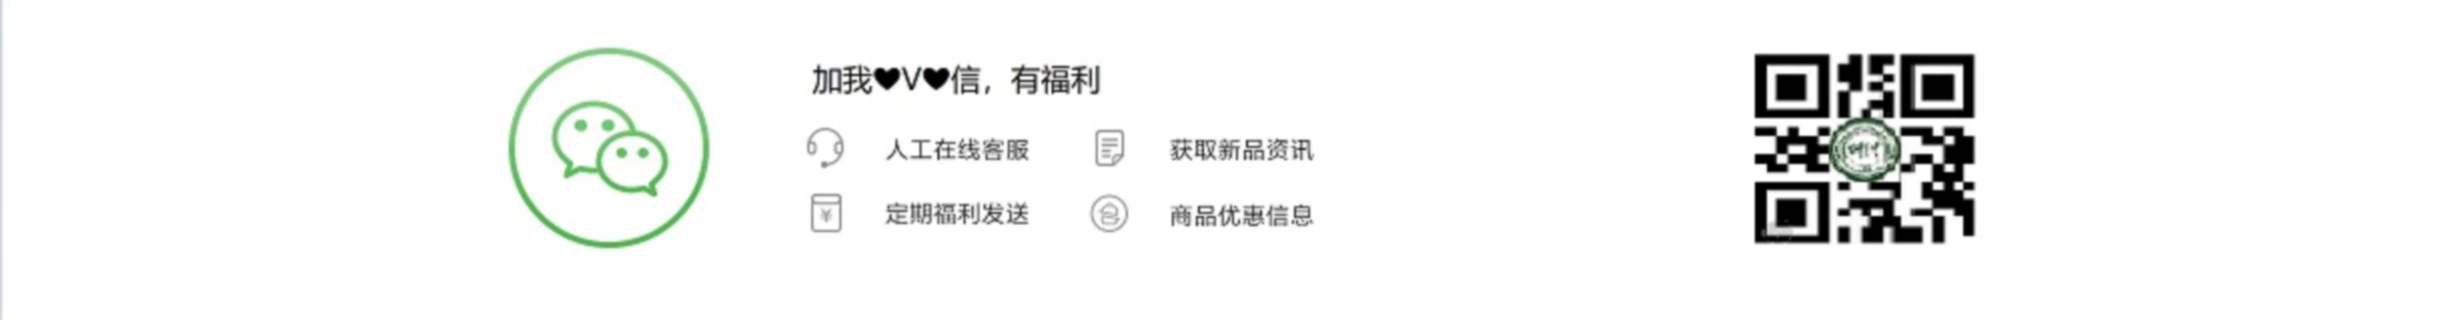 加我♥V♥信，有福利
人工在线客服
获取新品资讯
定期福利发送
商品优惠信息